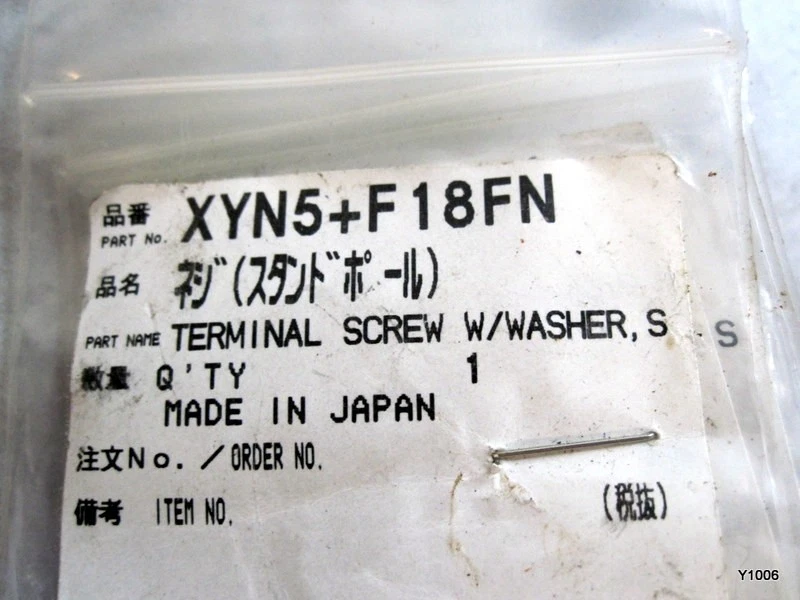 品番 XYN5+F18FN
PART No.
品名 ﾈｼﾞ(ｽﾀﾝﾄﾞﾎﾟｰﾙ)
PART NAME TERMINAL SCREW W/WASHER, S S
数量 Q'TY 1
MADE IN JAPAN
注文No.／ORDER NO.
備考 ITEM NO. (税抜)
Y1006